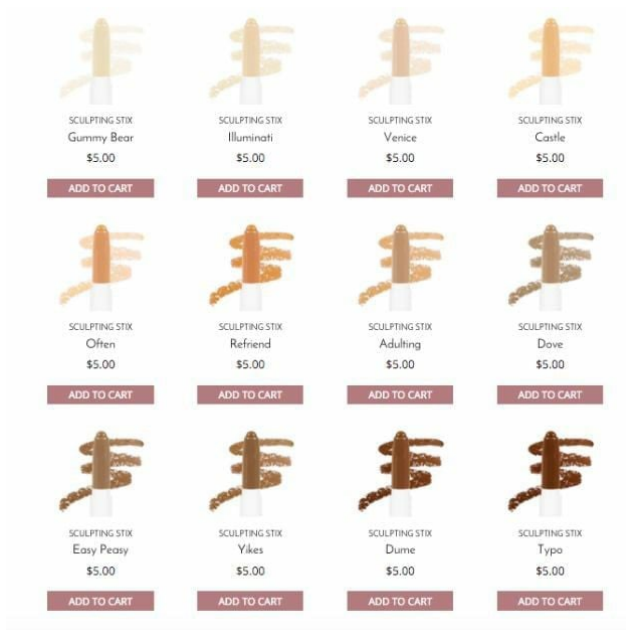 SCULPTING STIX
Gummy Bear
$5.00
ADD TO CART
SCULPTING STIX
Illuminati
$5.00
ADD TO CART
SCULPTING STIX
Venice
$5.00
ADD TO CART
SCULPTING STIX
Castle
$5.00
ADD TO CART
SCULPTING STIX
Often
$5.00
ADD TO CART
SCULPTING STIX
Refriend
$5.00
ADD TO CART
SCULPTING STIX
Adulting
$5.00
ADD TO CART
SCULPTING STIX
Dove
$5.00
ADD TO CART
SCULPTING STIX
Easy Peasy
$5.00
ADD TO CART
SCULPTING STIX
Yikes
$5.00
ADD TO CART
SCULPTING STIX
Dume
$5.00
ADD TO CART
SCULPTING STIX
Typo
$5.00
ADD TO CART